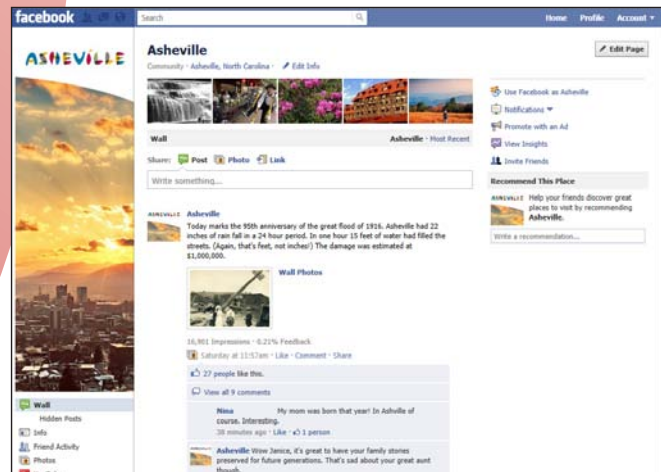 facebook
Search
Home Profile Account
ASHEVILLE
Asheville
Community · Asheville, North Carolina · Edit Info
Edit Page
Wall
Asheville · Most Recent
Share: Post Photo Link
Write something...
ASHEVILLE Asheville
Today marks the 95th anniversary of the great flood of 1916. Asheville had 22
inches of rain fall in a 24 hour period. In one hour 15 feet of water had filled the
streets. (Again, that's feet, not inches!) The damage was estimated at
$1,000,000.
Wall Photos
16,901 Impressions · 0.21% Feedback
Saturday at 11:57am · Like · Comment · Share
27 people like this.
View all 9 comments
Nina My mom was born that year! In Ashville of
course. Interesting.
38 minutes ago · Like · 1 person
Asheville Wow Janice, it's great to have your family stories
preserved for future generations. That's sad about your great aunt
though.
Use Facebook as Asheville
Notifications
Promote with an Ad
View Insights
Invite Friends
Recommend This Place
ASHEVILLE Help your friends discover great
places to visit by recommending
Asheville.
Write a recommendation...
Wall
Hidden Posts
Info
Friend Activity
Photos